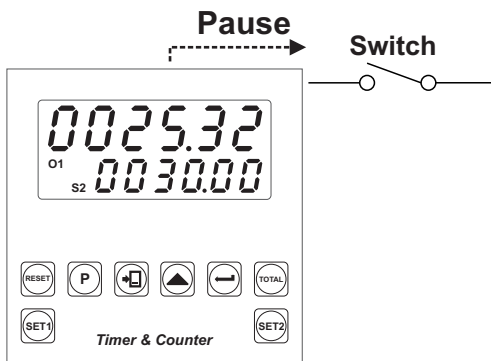 Pause
Switch
0025.32
O1
S2 0030.00
RESET P TOTAL
SET1 Timer & Counter SET2